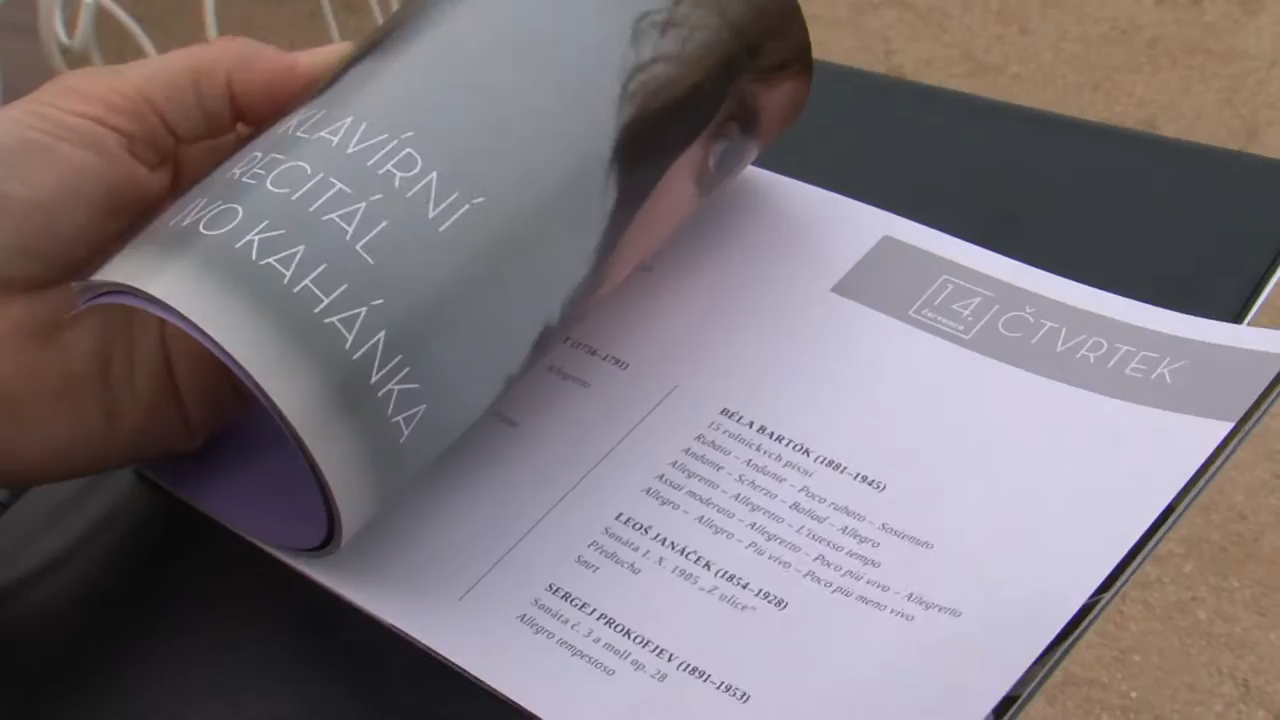 KLAVÍRNÍ
RECITÁL
IVO KAHÁNKA
14.
července
ČTVRTEK
(1756–1791)
Allegretto
BÉLA BARTÓK (1881–1945)
15 rolnických písní
Rubato – Andante – Poco rubato – Sostenuto
Andante – Scherzo – Ballad – Allegro
Allegretto – Allegretto – L'istesso tempo
Assai moderato – Allegretto – Poco più vivo – Allegretto
Allegro – Allegro – Più vivo – Poco più meno vivo
LEOŠ JANÁČEK (1854–1928)
Sonáta 1. X. 1905 „Z ulice“
Předtucha
Smrt
SERGEJ PROKOFJEV (1891–1953)
Sonáta č. 3 a moll op. 28
Allegro tempestoso